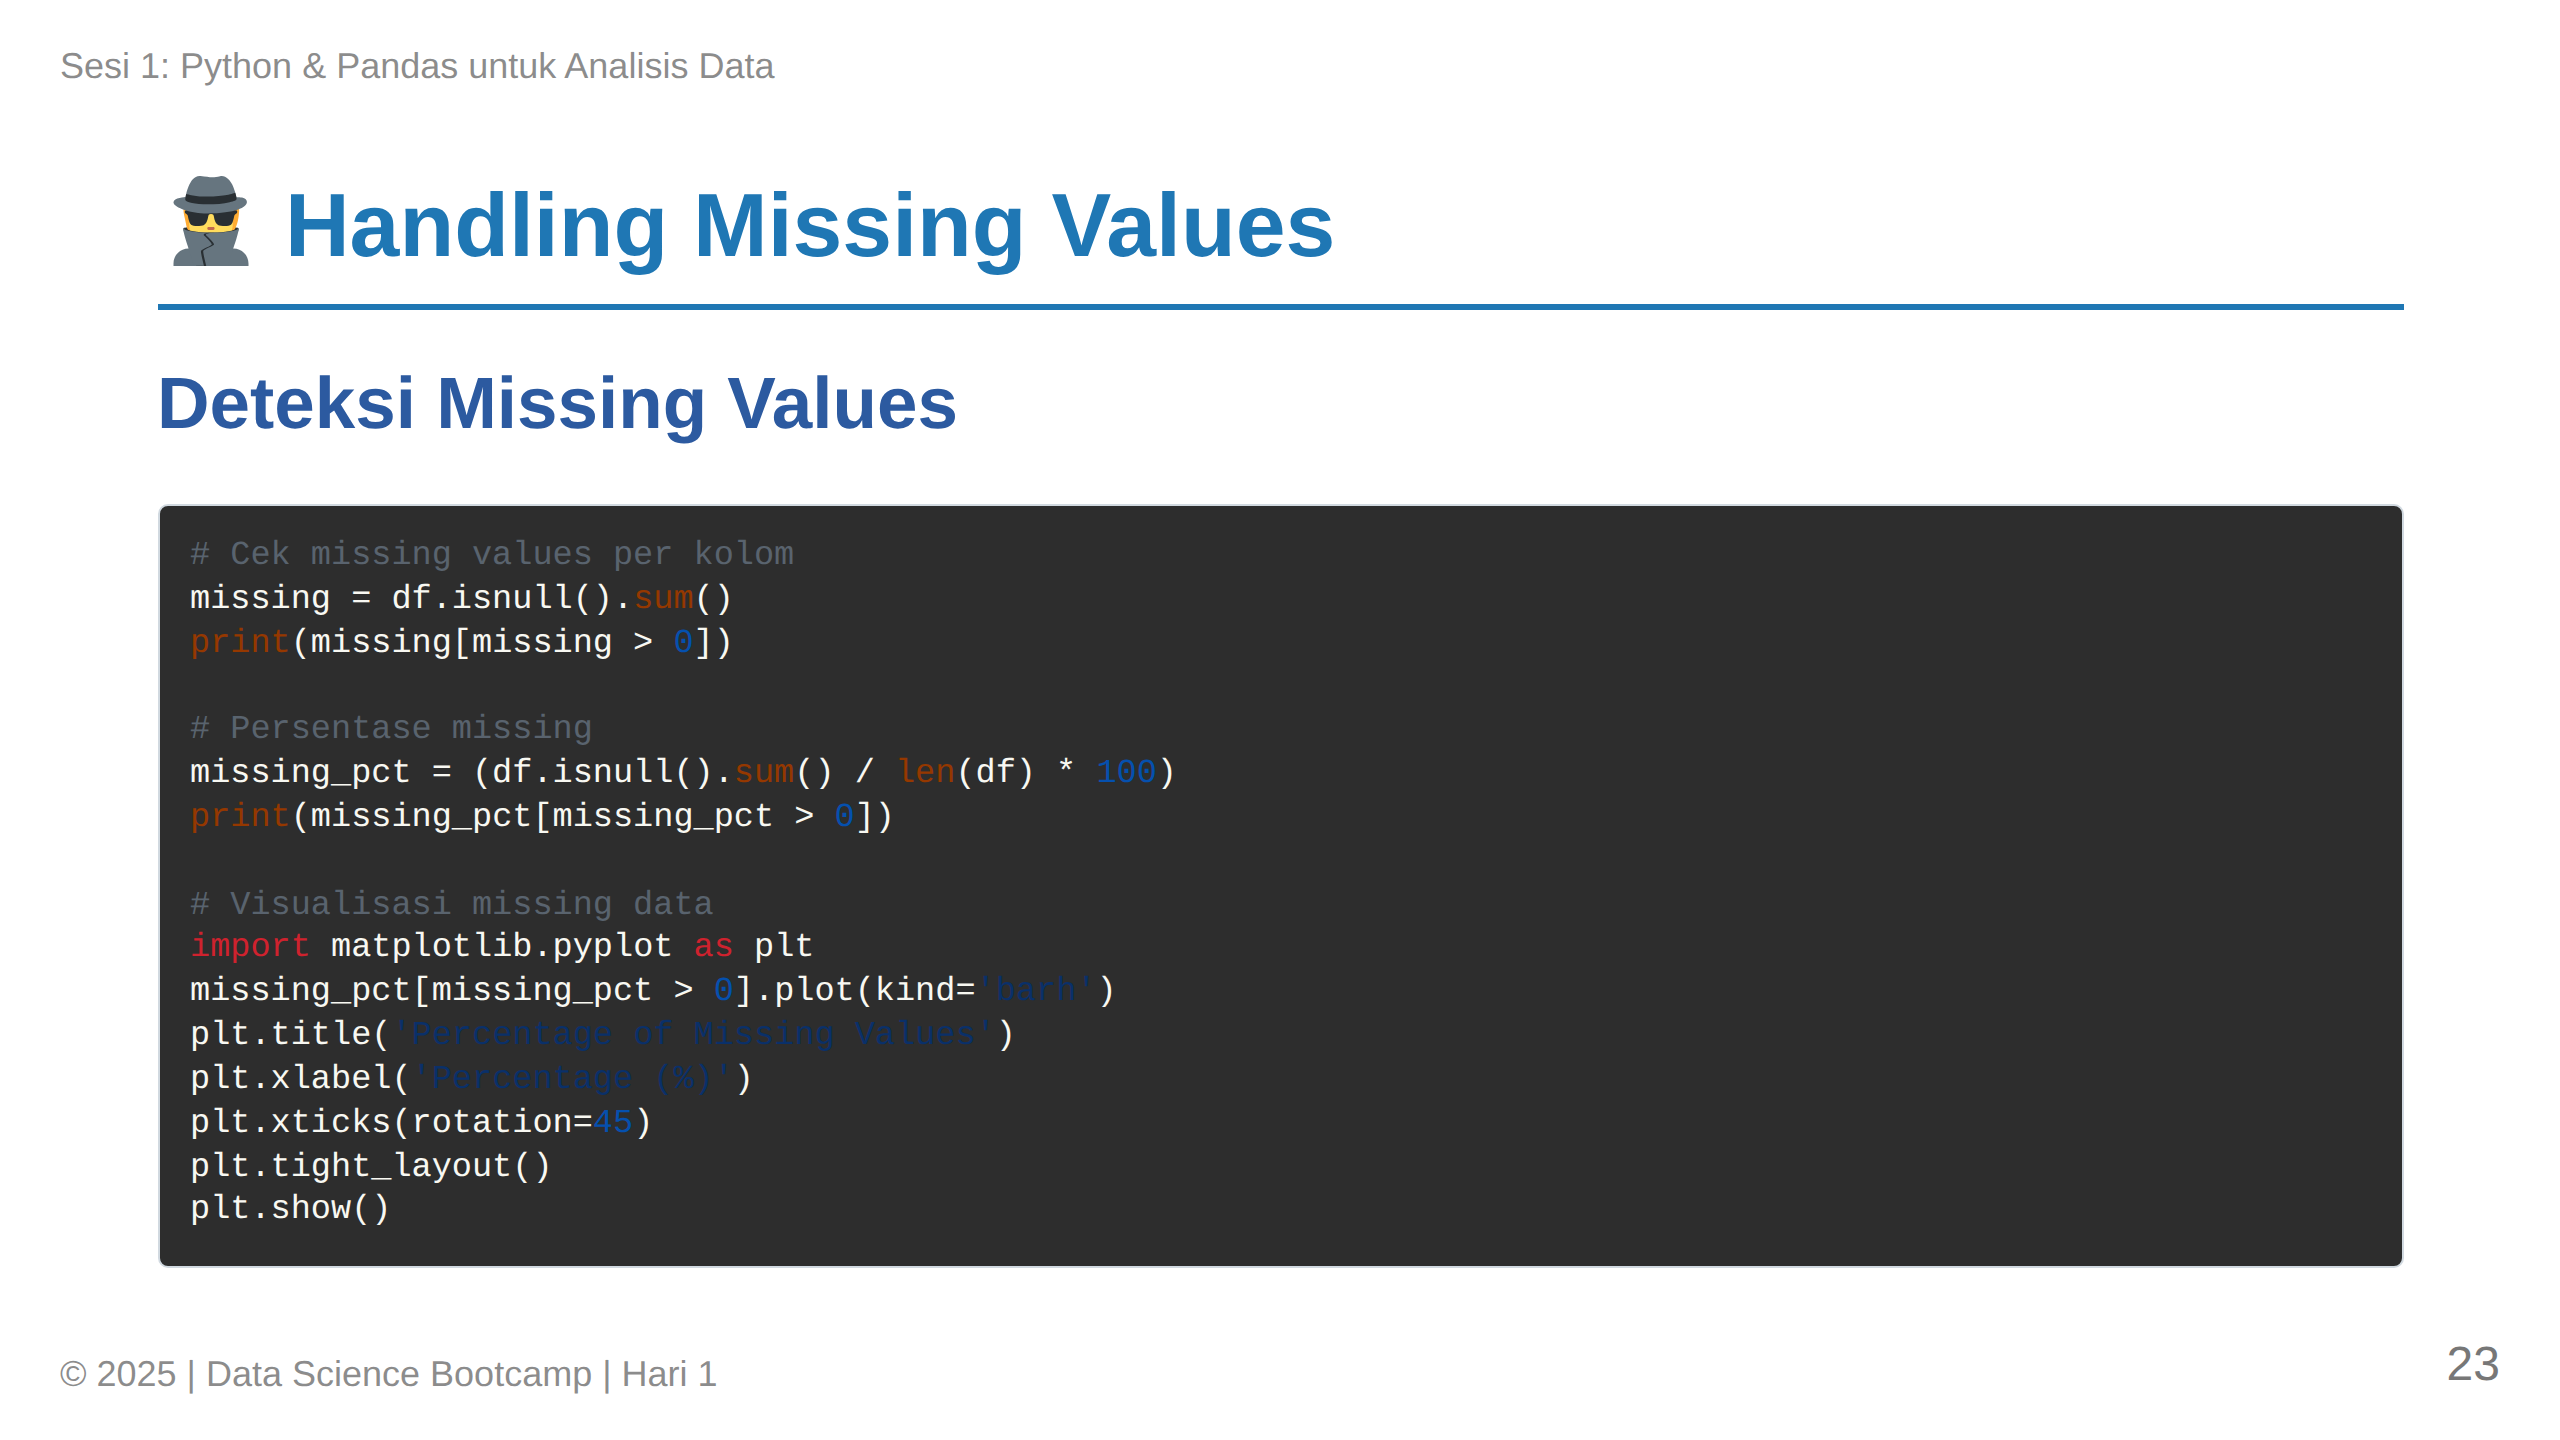 Sesi 1: Python & Pandas untuk Analisis Data
🕵️ Handling Missing Values
Deteksi Missing Values
# Cek missing values per kolom
missing = df.isnull().sum()
print(missing[missing > 0])
# Persentase missing
missing_pct = (df.isnull().sum() / len(df) * 100)
print(missing_pct[missing_pct > 0])
# Visualisasi missing data
import matplotlib.pyplot as plt
missing_pct[missing_pct > 0].plot(kind='barh')
plt.title('Percentage of Missing Values')
plt.xlabel('Percentage (%)')
plt.xticks(rotation=45)
plt.tight_layout()
plt.show()
© 2025 | Data Science Bootcamp | Hari 1
23